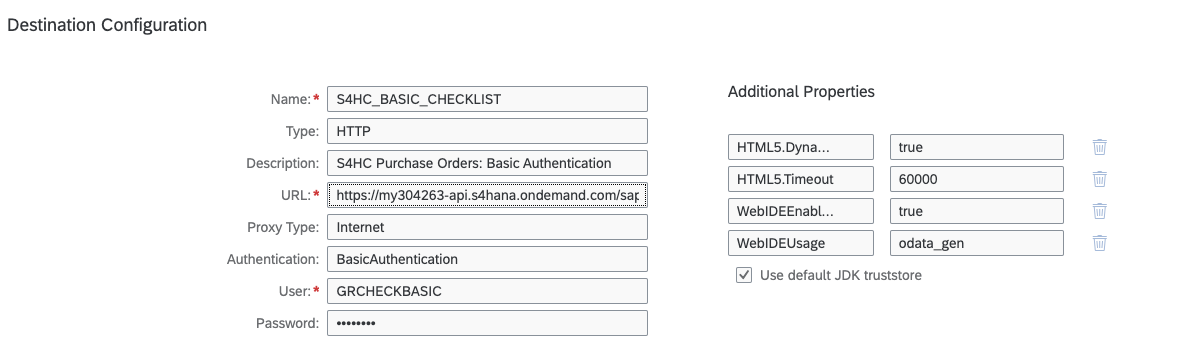 Destination Configuration
Name:* S4HC_BASIC_CHECKLIST
Type: HTTP
Description: S4HC Purchase Orders: Basic Authentication
URL:* https://my304263-api.s4hana.ondemand.com/sap
Proxy Type: Internet
Authentication: BasicAuthentication
User:* GRCHECKBASIC
Password: ••••••••
Additional Properties
HTML5.Dyna... true
HTML5.Timeout 60000
WebIDEEnabl... true
WebIDEUsage odata_gen
Use default JDK truststore